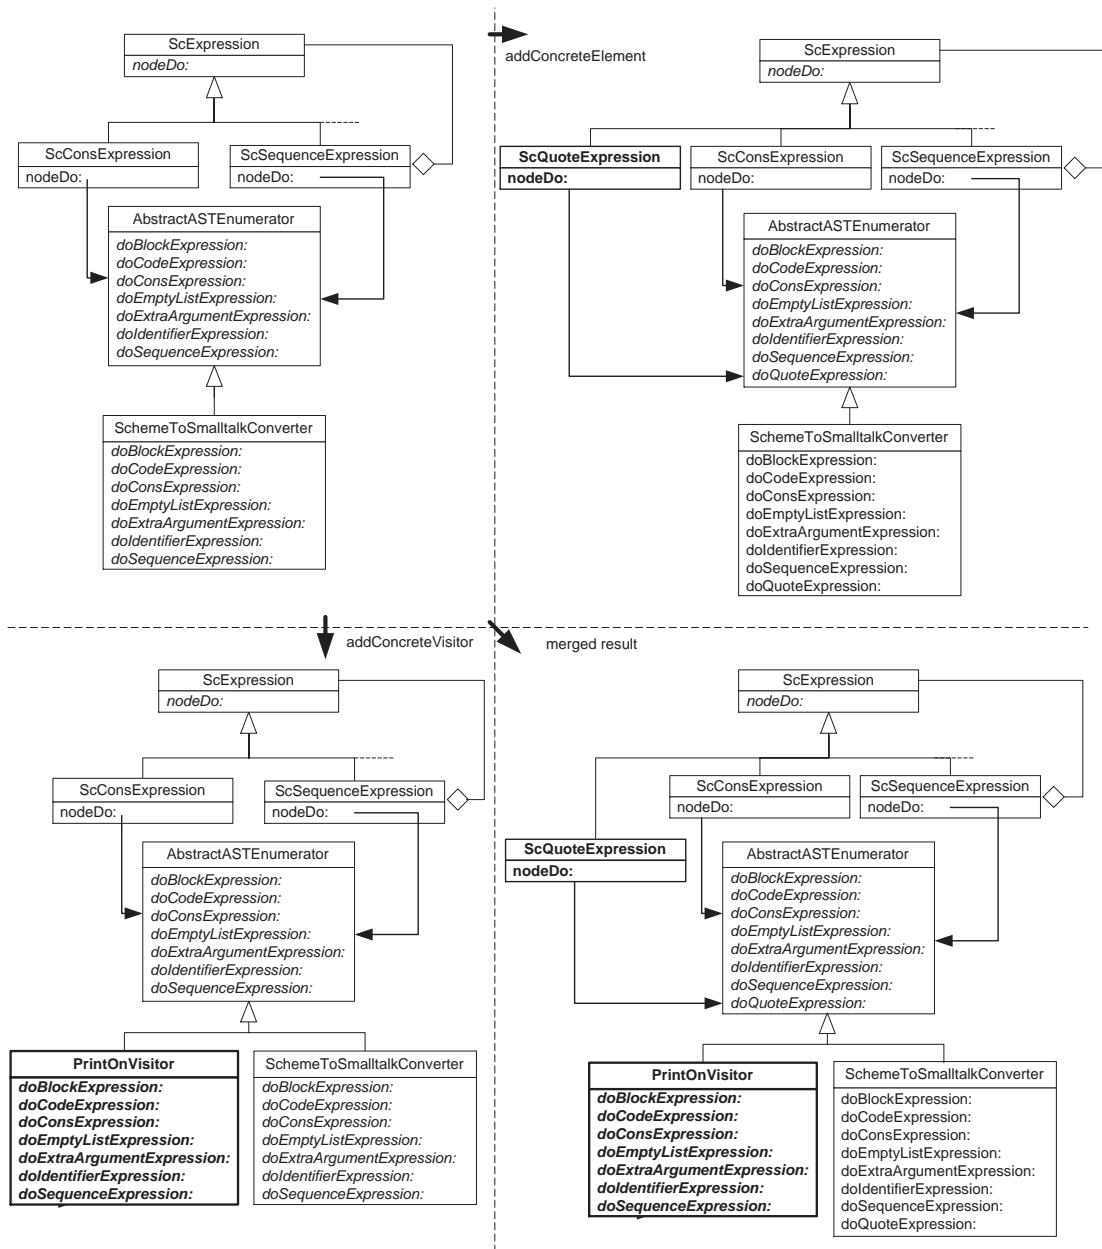 ScExpression
nodeDo:
ScConsExpression
nodeDo:
ScSequenceExpression
nodeDo:
AbstractASTEnumerator
doBlockExpression:
doCodeExpression:
doConsExpression:
doEmptyListExpression:
doExtraArgumentExpression:
doIdentifierExpression:
doSequenceExpression:
SchemeToSmalltalkConverter
doBlockExpression:
doCodeExpression:
doConsExpression:
doEmptyListExpression:
doExtraArgumentExpression:
doIdentifierExpression:
doSequenceExpression:
addConcreteElement
ScExpression
nodeDo:
ScQuoteExpression
nodeDo:
ScConsExpression
nodeDo:
ScSequenceExpression
nodeDo:
AbstractASTEnumerator
doBlockExpression:
doCodeExpression:
doConsExpression:
doEmptyListExpression:
doExtraArgumentExpression:
doIdentifierExpression:
doSequenceExpression:
doQuoteExpression:
SchemeToSmalltalkConverter
doBlockExpression:
doCodeExpression:
doConsExpression:
doEmptyListExpression:
doExtraArgumentExpression:
doIdentifierExpression:
doSequenceExpression:
doQuoteExpression:
addConcreteVisitor
ScExpression
nodeDo:
ScConsExpression
nodeDo:
ScSequenceExpression
nodeDo:
AbstractASTEnumerator
doBlockExpression:
doCodeExpression:
doConsExpression:
doEmptyListExpression:
doExtraArgumentExpression:
doIdentifierExpression:
doSequenceExpression:
PrintOnVisitor
doBlockExpression:
doCodeExpression:
doConsExpression:
doEmptyListExpression:
doExtraArgumentExpression:
doIdentifierExpression:
doSequenceExpression:
SchemeToSmalltalkConverter
doBlockExpression:
doCodeExpression:
doConsExpression:
doEmptyListExpression:
doExtraArgumentExpression:
doIdentifierExpression:
doSequenceExpression:
merged result
ScExpression
nodeDo:
ScConsExpression
nodeDo:
ScSequenceExpression
nodeDo:
ScQuoteExpression
nodeDo:
AbstractASTEnumerator
doBlockExpression:
doCodeExpression:
doConsExpression:
doEmptyListExpression:
doExtraArgumentExpression:
doIdentifierExpression:
doSequenceExpression:
doQuoteExpression:
PrintOnVisitor
doBlockExpression:
doCodeExpression:
doConsExpression:
doEmptyListExpression:
doExtraArgumentExpression:
doIdentifierExpression:
doSequenceExpression:
SchemeToSmalltalkConverter
doBlockExpression:
doCodeExpression:
doConsExpression:
doEmptyListExpression:
doExtraArgumentExpression:
doIdentifierExpression:
doSequenceExpression:
doQuoteExpression: